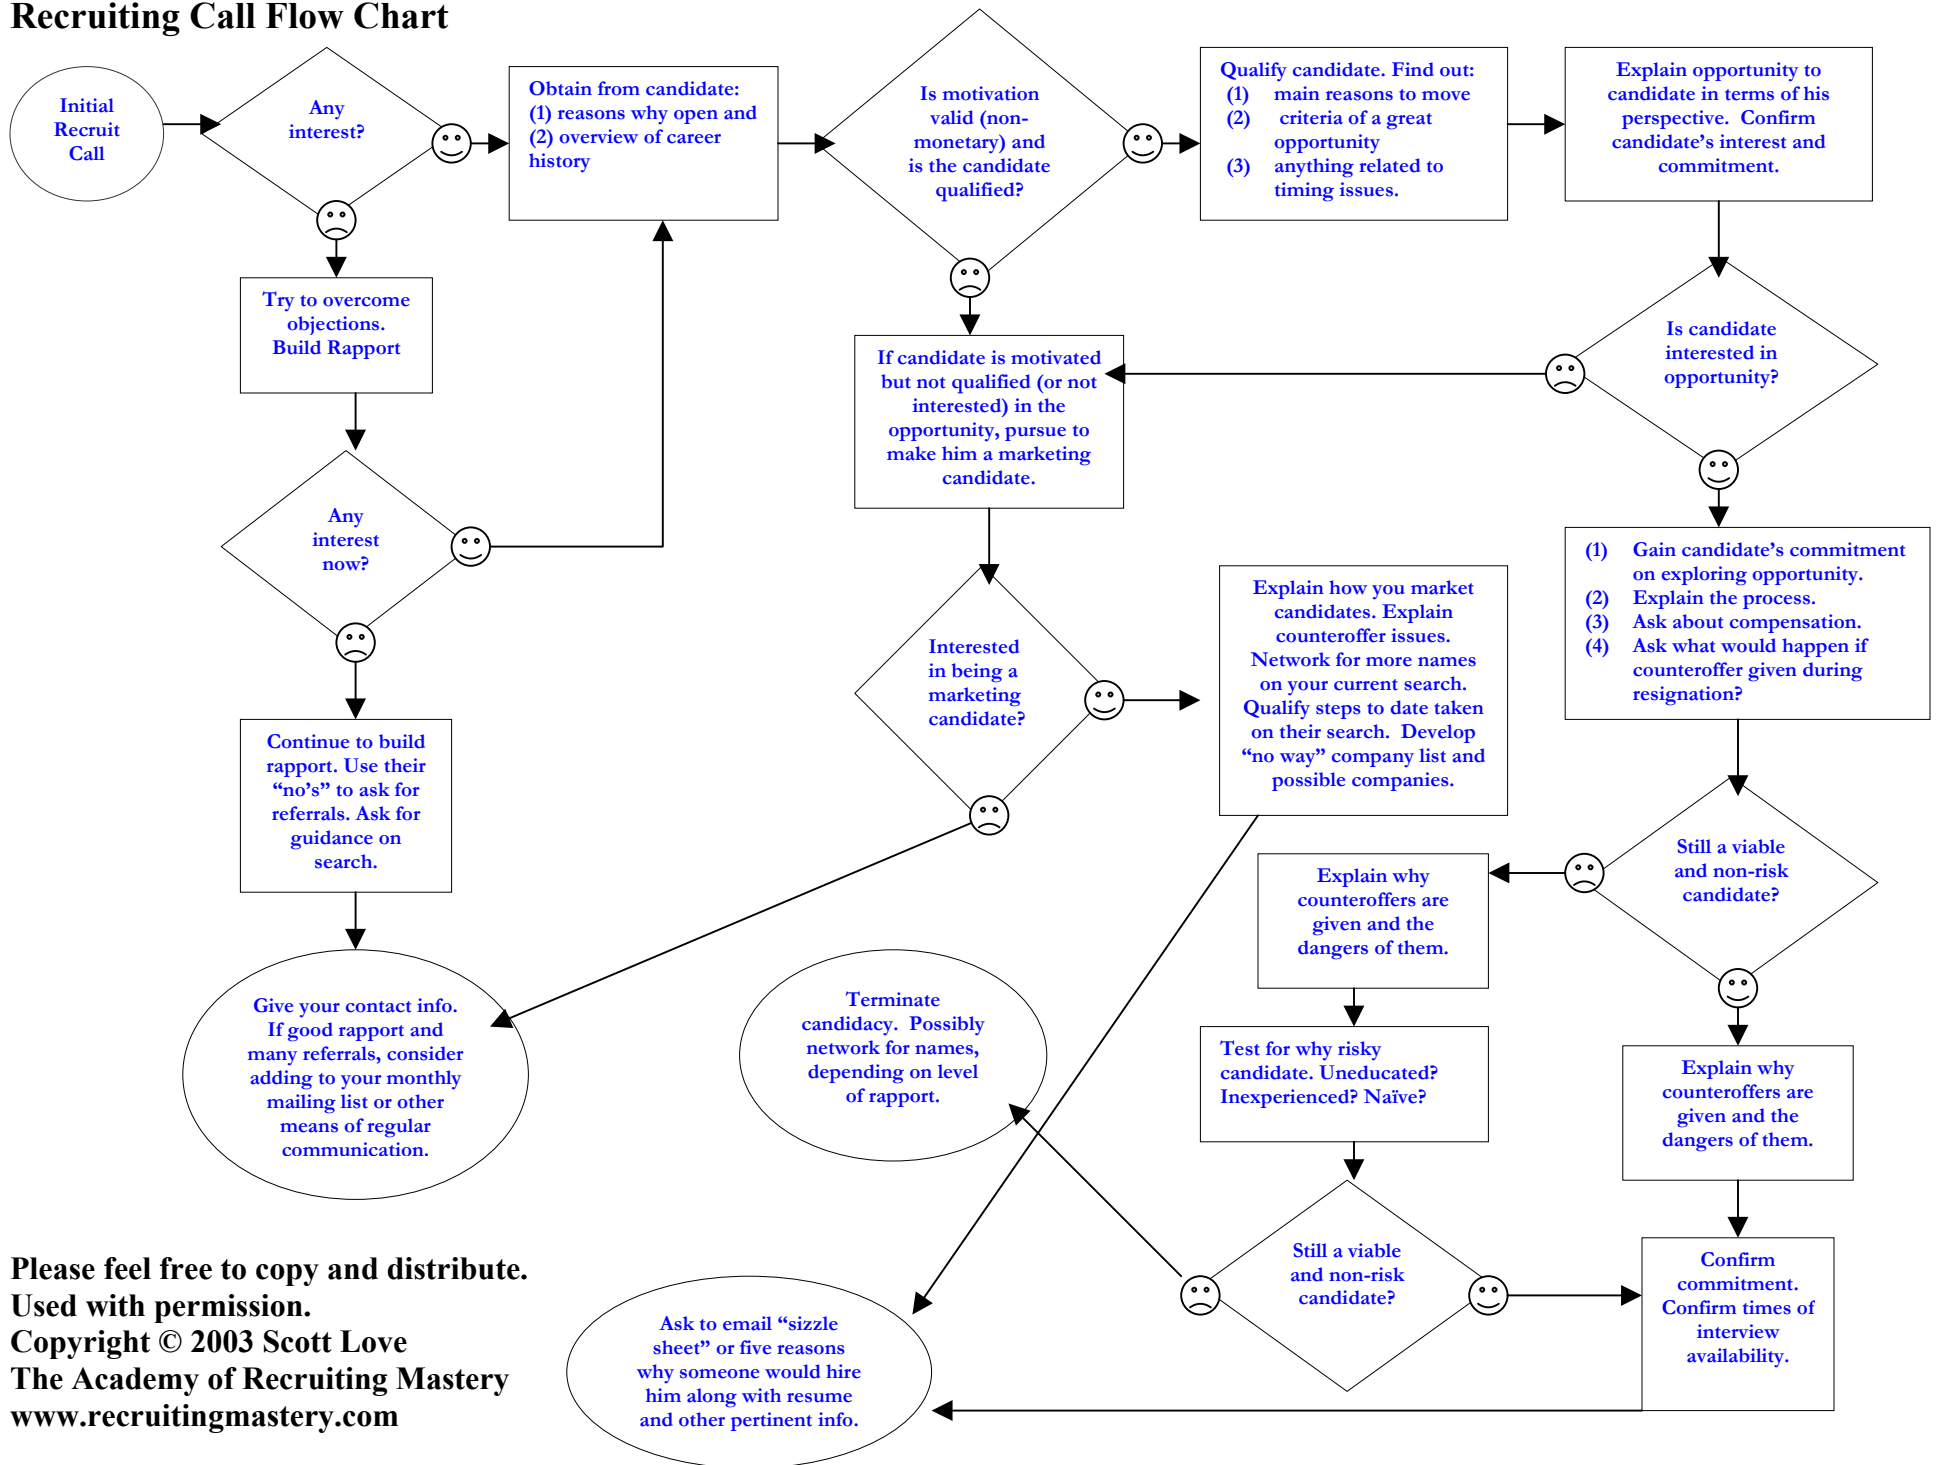 Recruiting Call Flow Chart
Initial
Recruit
Call
Any
interest?
Obtain from candidate:
(1) reasons why open and
(2) overview of career
history
Is motivation
valid (non-
monetary) and
is the candidate
qualified?
Qualify candidate. Find out:
(1) main reasons to move
(2) criteria of a great
opportunity
(3) anything related to
timing issues.
Explain opportunity to
candidate in terms of his
perspective. Confirm
candidate's interest and
commitment.
Try to overcome
objections.
Build Rapport
If candidate is motivated
but not qualified (or not
interested) in the
opportunity, pursue to
make him a marketing
candidate.
Is candidate
interested in
opportunity?
Any
interest
now?
Interested
in being a
marketing
candidate?
Explain how you market
candidates. Explain
counteroffer issues.
Network for more names
on your current search.
Qualify steps to date taken
on their search. Develop
“no way” company list and
possible companies.
(1) Gain candidate's commitment
on exploring opportunity.
(2) Explain the process.
(3) Ask about compensation.
(4) Ask what would happen if
counteroffer given during
resignation?
Continue to build
rapport. Use their
“no's” to ask for
referrals. Ask for
guidance on
search.
Explain why
counteroffers are
given and the
dangers of them.
Still a viable
and non-risk
candidate?
Give your contact info.
If good rapport and
many referrals, consider
adding to your monthly
mailing list or other
means of regular
communication.
Terminate
candidacy. Possibly
network for names,
depending on level
of rapport.
Test for why risky
candidate. Uneducated?
Inexperienced? Naïve?
Explain why
counteroffers are
given and the
dangers of them.
Still a viable
and non-risk
candidate?
Confirm
commitment.
Confirm times of
interview
availability.
Ask to email “sizzle
sheet” or five reasons
why someone would hire
him along with resume
and other pertinent info.
Please feel free to copy and distribute.
Used with permission.
Copyright © 2003 Scott Love
The Academy of Recruiting Mastery
www.recruitingmastery.com